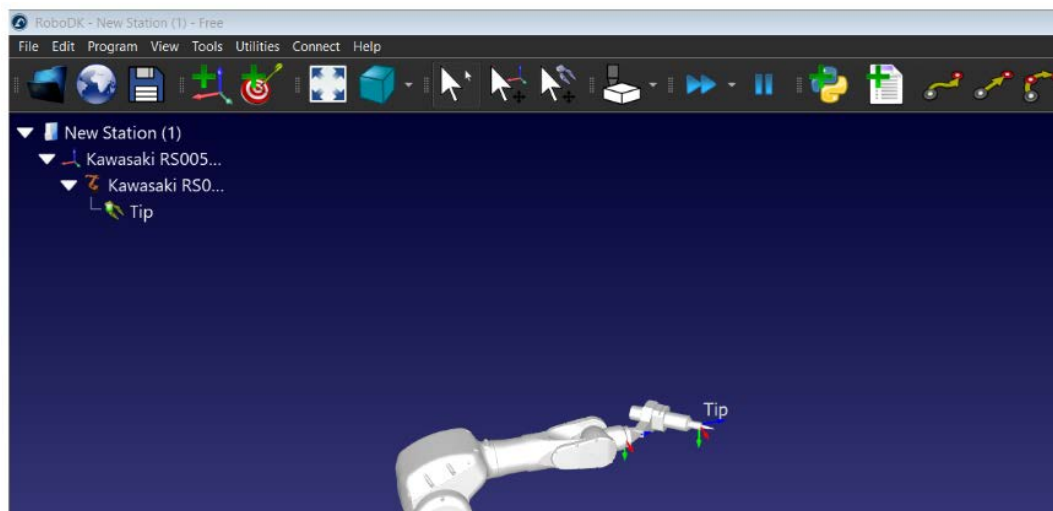 RoboDK - New Station (1) - Free
File Edit Program View Tools Utilities Connect Help
New Station (1)
Kawasaki RS005...
Kawasaki RS0...
Tip
Tip